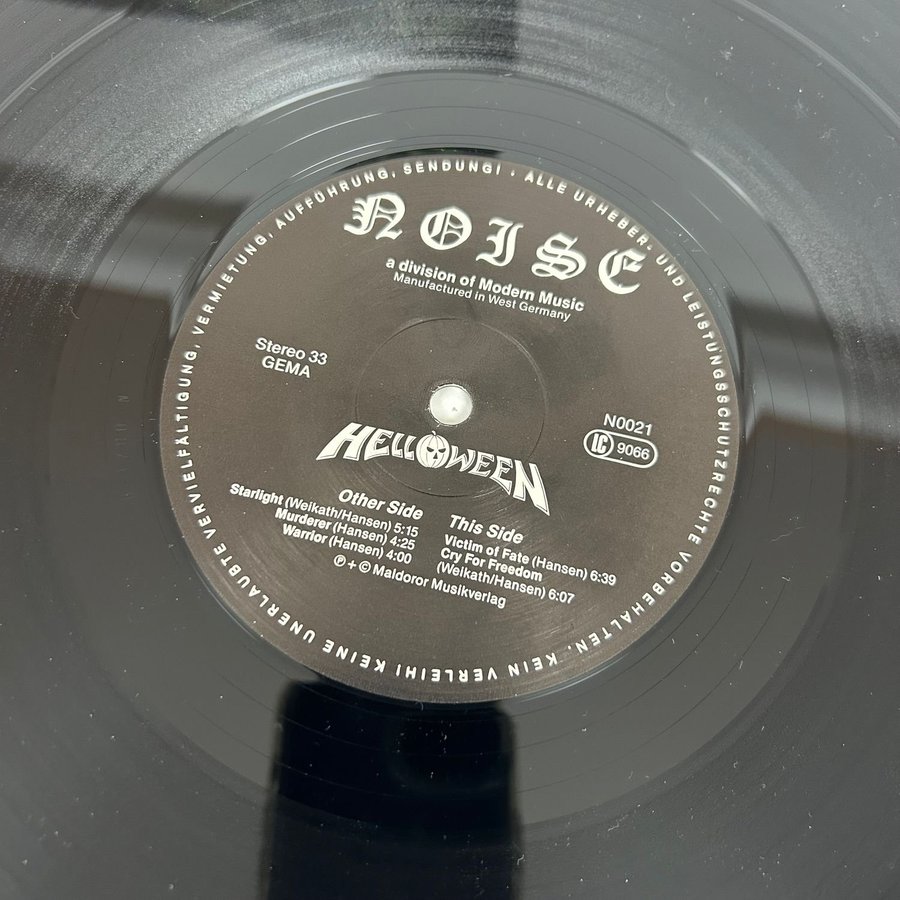 ALLE URHEBER- UND LEISTUNGSSCHUTZRECHTE VORBEHALTEN. KEIN VERLEIH! KEINE UNERLAUBTE VERVIELFÄLTIGUNG, VERMIETUNG, AUFFÜHRUNG, SENDUNG! ·
NOISE
a division of Modern Music
Manufactured in West Germany
Stereo 33
GEMA
N0021
LC 9066
HELLOWEEN
Other Side
Starlight (Weikath/Hansen) 5:15
Murderer (Hansen) 4:25
Warrior (Hansen) 4:00
This Side
Victim of Fate (Hansen) 6:39
Cry For Freedom
(Weikath/Hansen) 6:07
℗ + © Maldoror Musikverlag